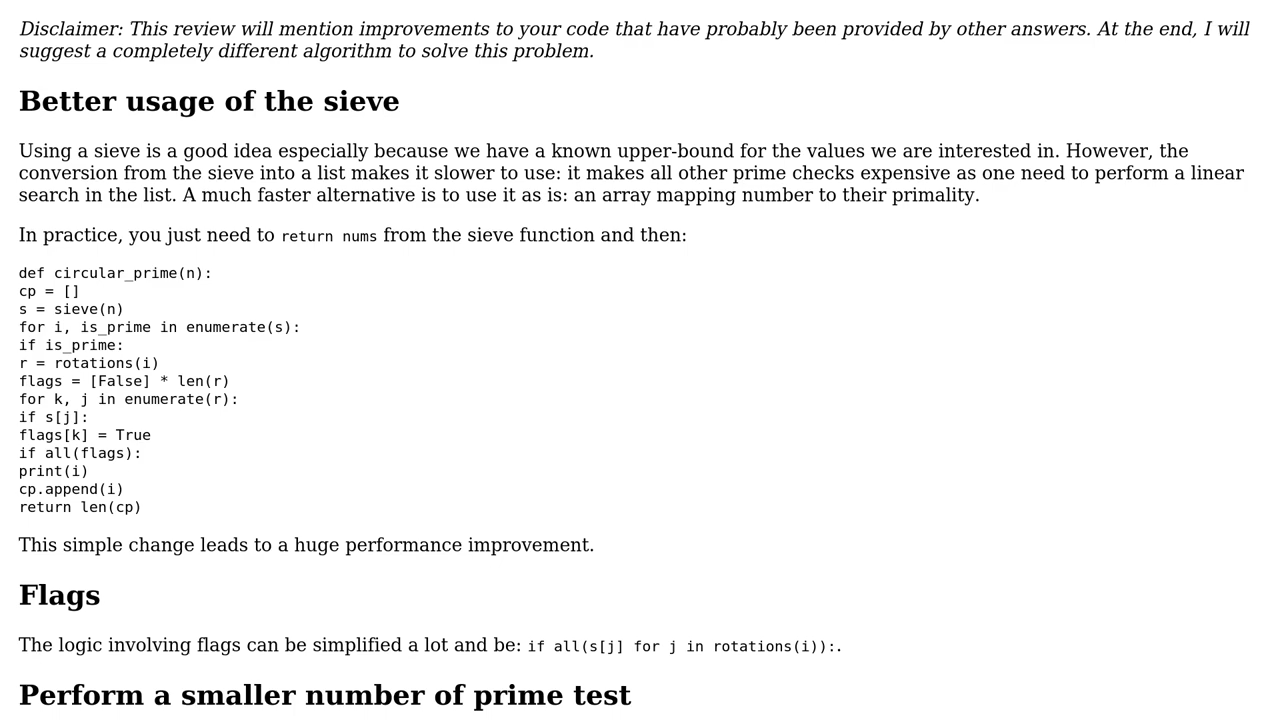 Disclaimer: This review will mention improvements to your code that have probably been provided by other answers. At the end, I will
suggest a completely different algorithm to solve this problem.
Better usage of the sieve
Using a sieve is a good idea especially because we have a known upper-bound for the values we are interested in. However, the
conversion from the sieve into a list makes it slower to use: it makes all other prime checks expensive as one need to perform a linear
search in the list. A much faster alternative is to use it as is: an array mapping number to their primality.
In practice, you just need to return nums from the sieve function and then:
def circular_prime(n):
cp = []
s = sieve(n)
for i, is_prime in enumerate(s):
if is_prime:
r = rotations(i)
flags = [False] * len(r)
for k, j in enumerate(r):
if s[j]:
flags[k] = True
if all(flags):
print(i)
cp.append(i)
return len(cp)
This simple change leads to a huge performance improvement.
Flags
The logic involving flags can be simplified a lot and be: if all(s[j] for j in rotations(i)):.
Perform a smaller number of prime test